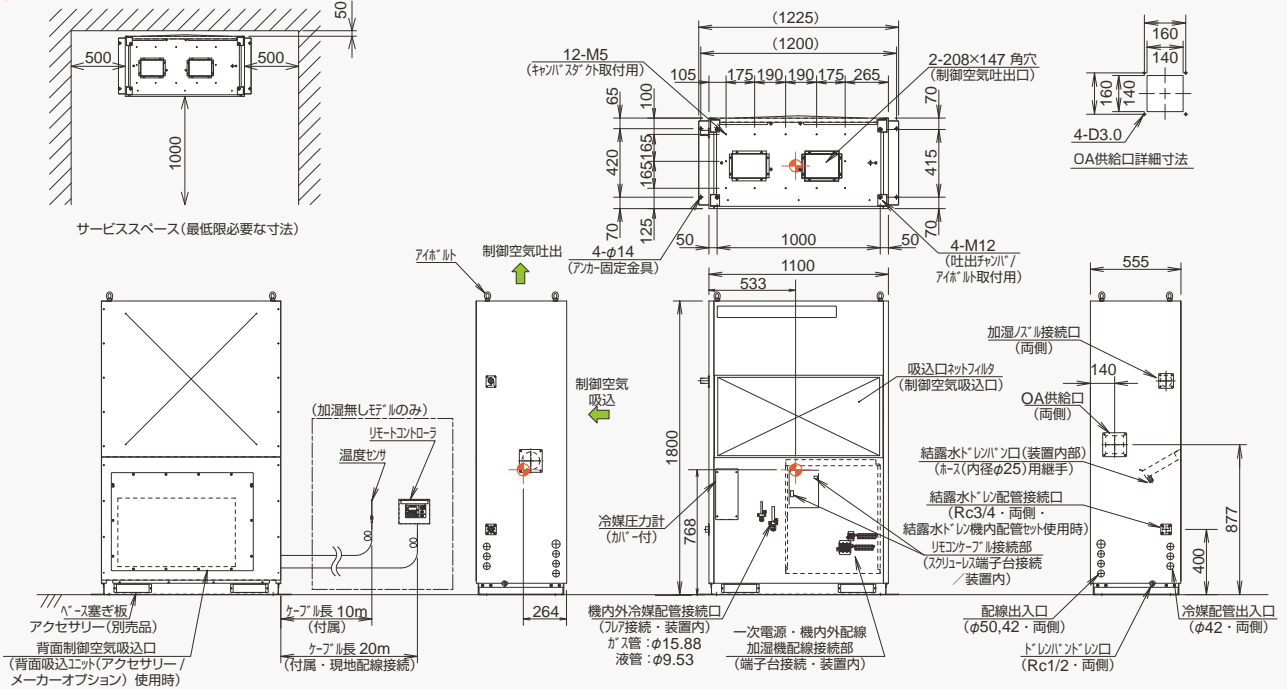 50
500
500
1000
サービススペース(最低限必要な寸法)
(1225)
(1200)
12-M5
(キャンバスダクト取付用)
2-208×147 角穴
(制御空気吐出口)
105
175
190
190
175
265
65
100
70
420
165
165
415
70
125
70
50
1000
50
4-φ14
(アンカー固定金具)
4-M12
(吐出チャンバ/
アイボルト取付用)
160
140
160
140
4-D3.0
OA供給口詳細寸法
アイボルト
制御空気吐出
制御空気
吸込
(加湿無しモデルのみ)
リモートコントローラ
温度センサ
ベース塞ぎ板
アクセサリー(別売品)
背面制御空気吸込口
(背面吸込ユニット(アクセサリー/
メーカーオプション) 使用時)
ケーブル長 10m
(付属)
ケーブル長 20m
(付属・現地配線接続)
264
1100
533
1800
768
吸込口ネットフィルタ
(制御空気吸込口)
冷媒圧力計
(カバー付)
リモコンケーブル接続部
(スクリューレス端子台接続
/装置内)
機内外冷媒配管接続口
(フレア接続・装置内)
ガス管:φ15.88
液管:φ9.53
一次電源・機内外配線
加湿機配線接続部
(端子台接続・装置内)
555
加湿ノズル接続口
(両側)
140
OA供給口
(両側)
結露水ドレンパン口(装置内部)
(ホース(内径φ25)用継手)
結露水ドレン配管接続口
(Rc3/4・両側・
結露水ドレン機内配管セット使用時)
877
400
配線出入口
(φ50,42・両側)
ドレンパンドレン口
(Rc1/2・両側)
冷媒配管出入口
(φ42・両側)